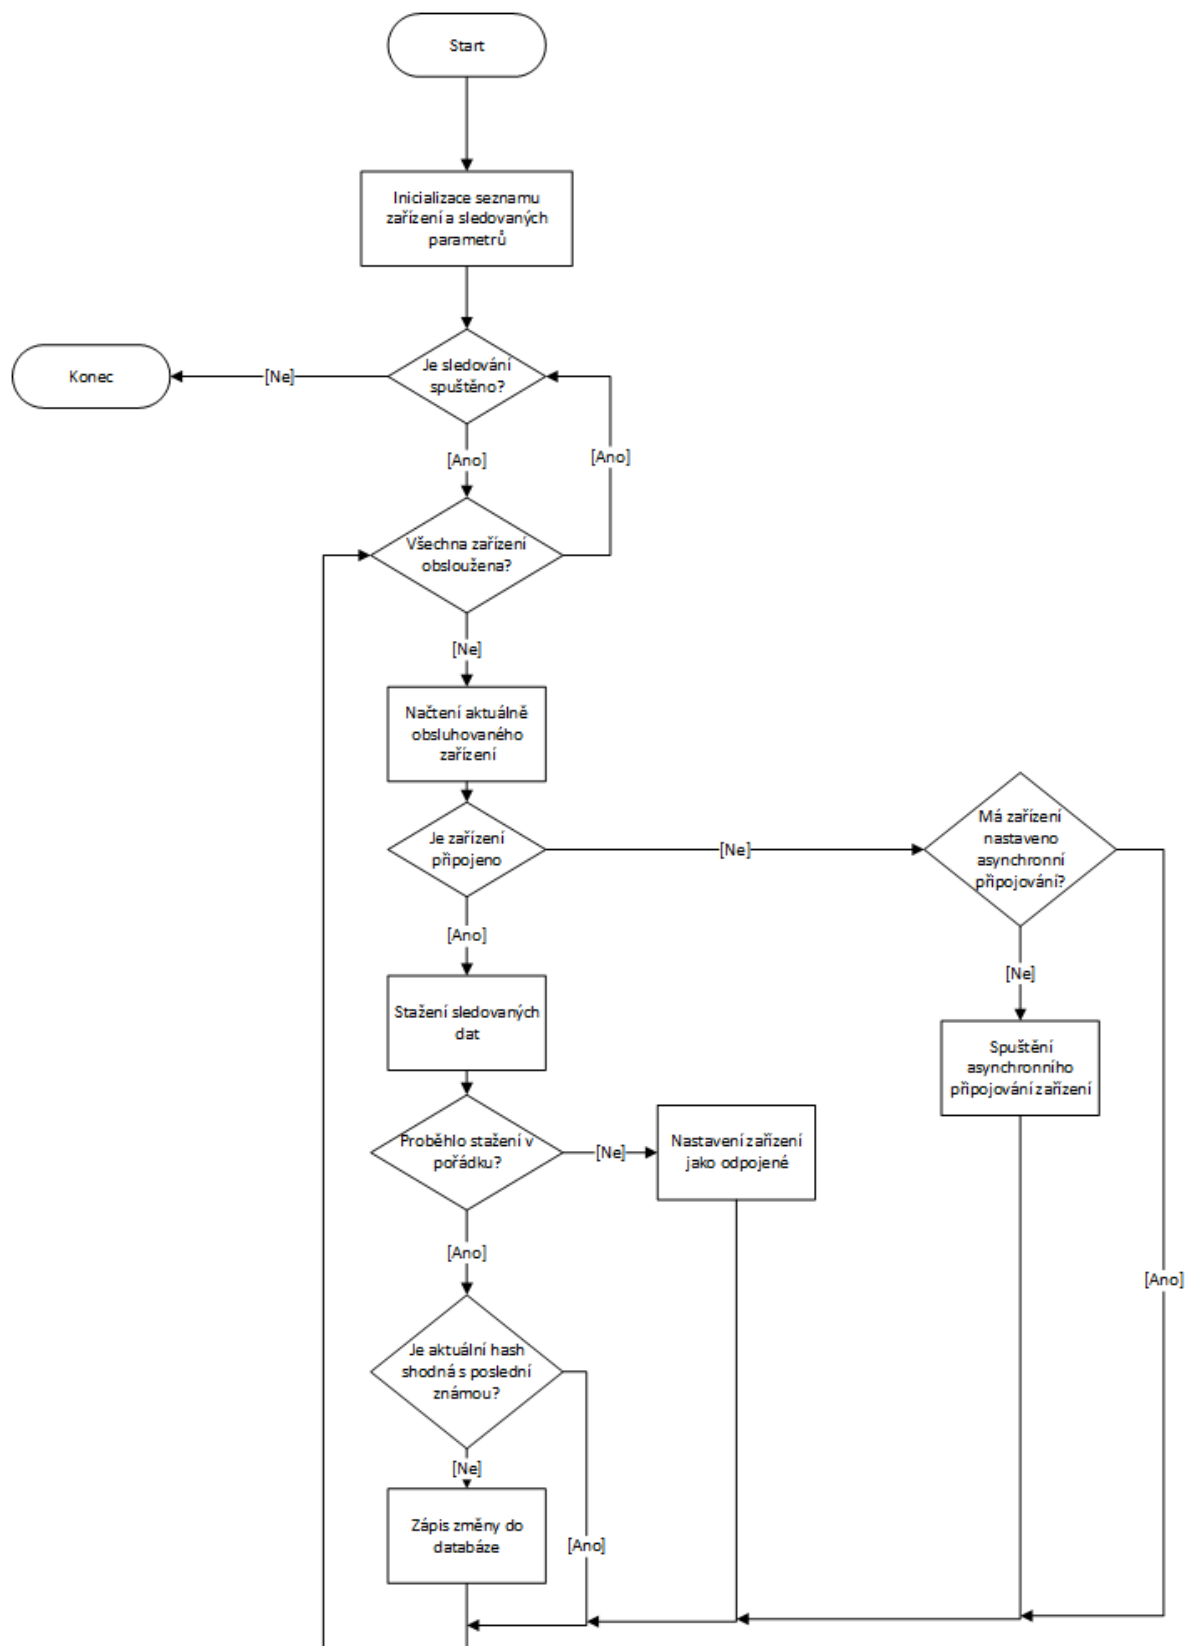 Start
Inicializace seznamu
zařízení a sledovaných
parametrů
Je sledování
spuštěno?
[Ne]
Konec
[Ano]
[Ano]
Všechna zařízení
obsloužena?
[Ne]
Načtení aktuálně
obsluhovaného
zařízení
Je zařízení
připojeno
[Ne]
Má zařízení
nastaveno
asynchronní
připojování?
[Ano]
[Ne]
Stažení sledovaných
dat
Spuštění
asynchronního
připojování zařízení
Proběhlo stažení v
pořádku?
[Ne]
Nastavení zařízení
jako odpojené
[Ano]
[Ano]
Je aktuální hash
shodná s poslední
známou?
[Ne]
Zápis změny do
databáze
[Ano]